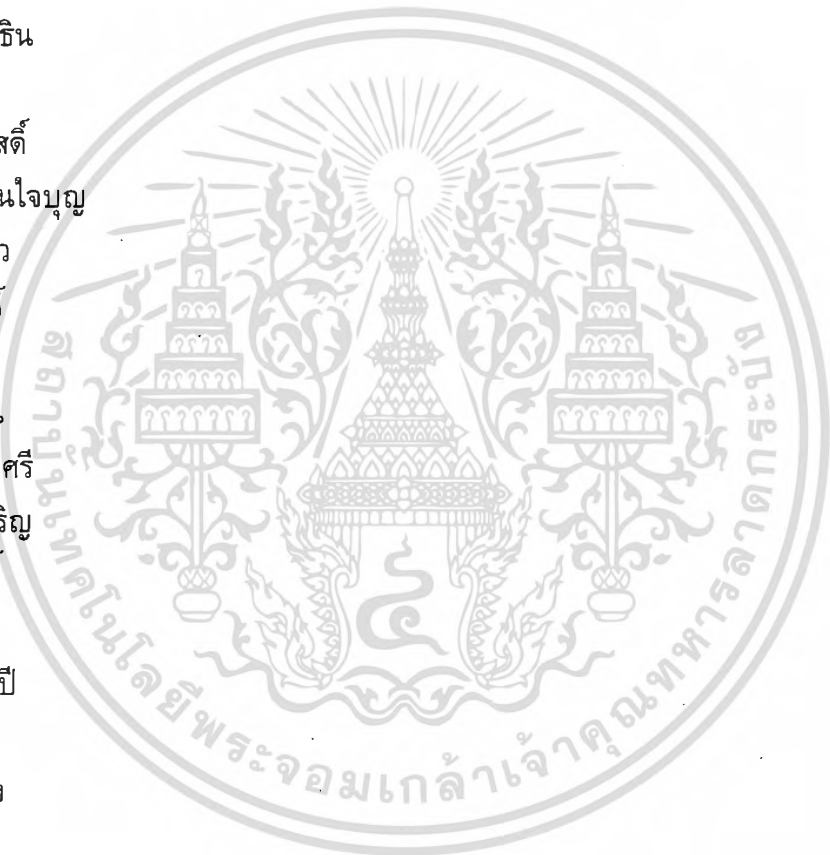 ธิน
สดิ์
นใจบุญ
ว
ศรี
ริญ
ปี
ง
สถาบันเทคโนโลยีพระจอมเกล้าเจ้าคุณทหารลาดกระบัง